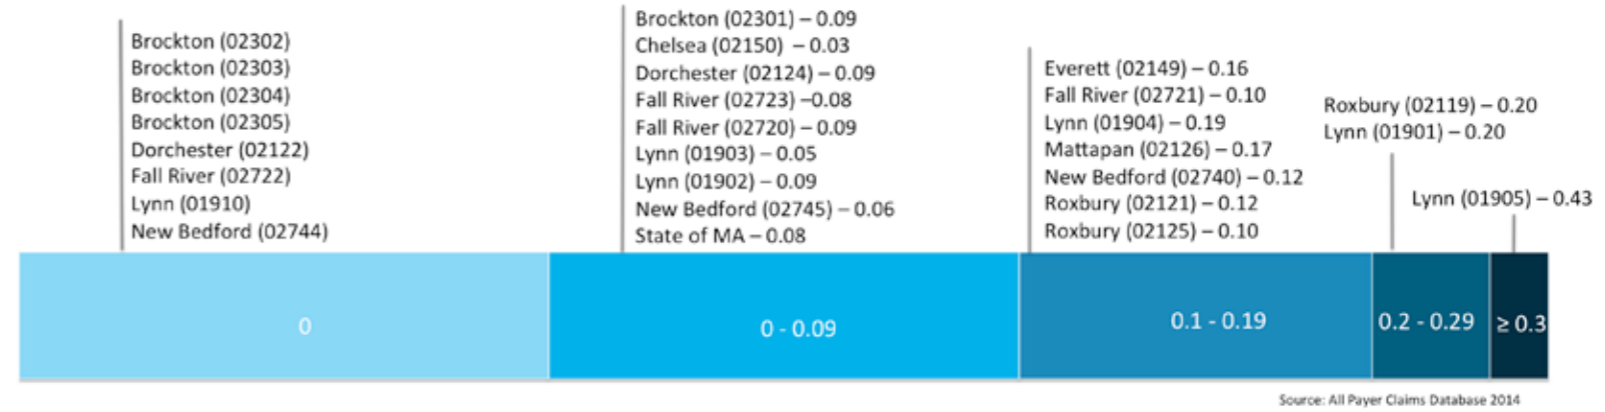 Brockton (02302)
Brockton (02303)
Brockton (02304)
Brockton (02305)
Dorchester (02122)
Fall River (02722)
Lynn (01910)
New Bedford (02744)
Brockton (02301) – 0.09
Chelsea (02150) – 0.03
Dorchester (02124) – 0.09
Fall River (02723) –0.08
Fall River (02720) – 0.09
Lynn (01903) – 0.05
Lynn (01902) – 0.09
New Bedford (02745) – 0.06
State of MA – 0.08
Everett (02149) – 0.16
Fall River (02721) – 0.10
Lynn (01904) – 0.19
Mattapan (02126) – 0.17
New Bedford (02740) – 0.12
Roxbury (02121) – 0.12
Roxbury (02125) – 0.10
Roxbury (02119) – 0.20
Lynn (01901) – 0.20
Lynn (01905) – 0.43
0
0 - 0.09
0.1 - 0.19
0.2 - 0.29
≥ 0.3
Source: All Payer Claims Database 2014